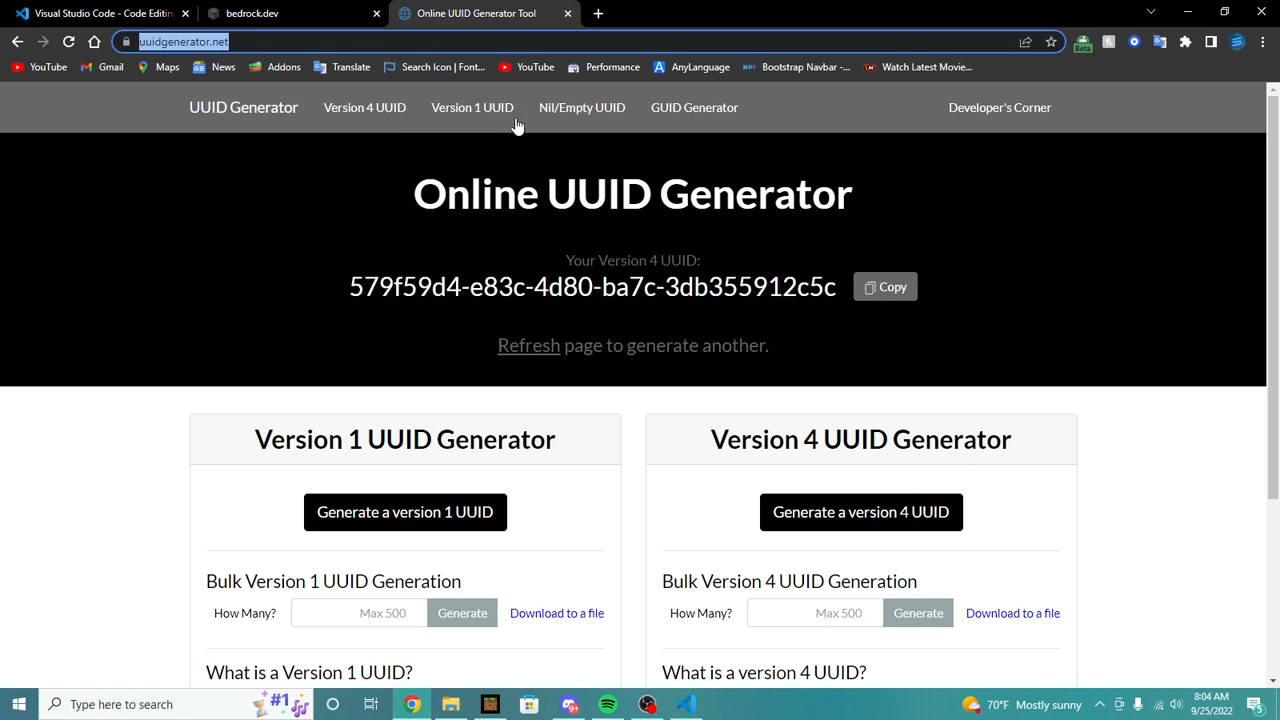 Visual Studio Code - Code Editing
bedrock.dev
Online UUID Generator Tool
uuidgenerator.net
Beta
YouTube
Gmail
Maps
News
Addons
Translate
Search Icon | Font...
YouTube
Performance
AnyLanguage
Bootstrap Navbar -...
Watch Latest Movie...
UUID Generator
Version 4 UUID
Version 1 UUID
Nil/Empty UUID
GUID Generator
Developer's Corner
Online UUID Generator
Your Version 4 UUID:
579f59d4-e83c-4d80-ba7c-3db355912c5c
Copy
Refresh page to generate another.
Version 1 UUID Generator
Version 4 UUID Generator
Generate a version 1 UUID
Generate a version 4 UUID
Bulk Version 1 UUID Generation
Bulk Version 4 UUID Generation
How Many?
Max 500
Generate
Download to a file
How Many?
Max 500
Generate
Download to a file
What is a Version 1 UUID?
What is a version 4 UUID?
Type here to search
#1
70°F Mostly sunny
8:04 AM
9/25/2022